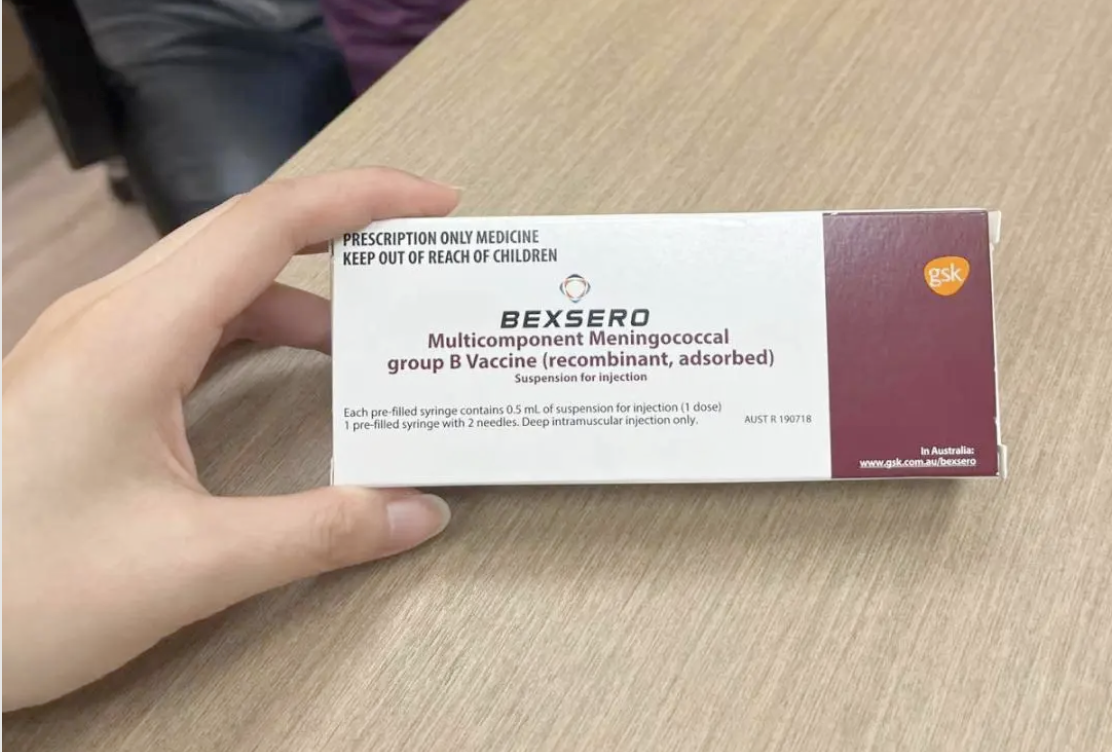 PRESCRIPTION ONLY MEDICINE
KEEP OUT OF REACH OF CHILDREN
BEXSERO
Multicomponent Meningococcal
group B Vaccine (recombinant, adsorbed)
Suspension for injection
Each pre-filled syringe contains 0.5 mL of suspension for injection (1 dose)
1 pre-filled syringe with 2 needles. Deep intramuscular injection only.
AUST R 190718
gsk
In Australia:
www.gsk.com.au/bexsero